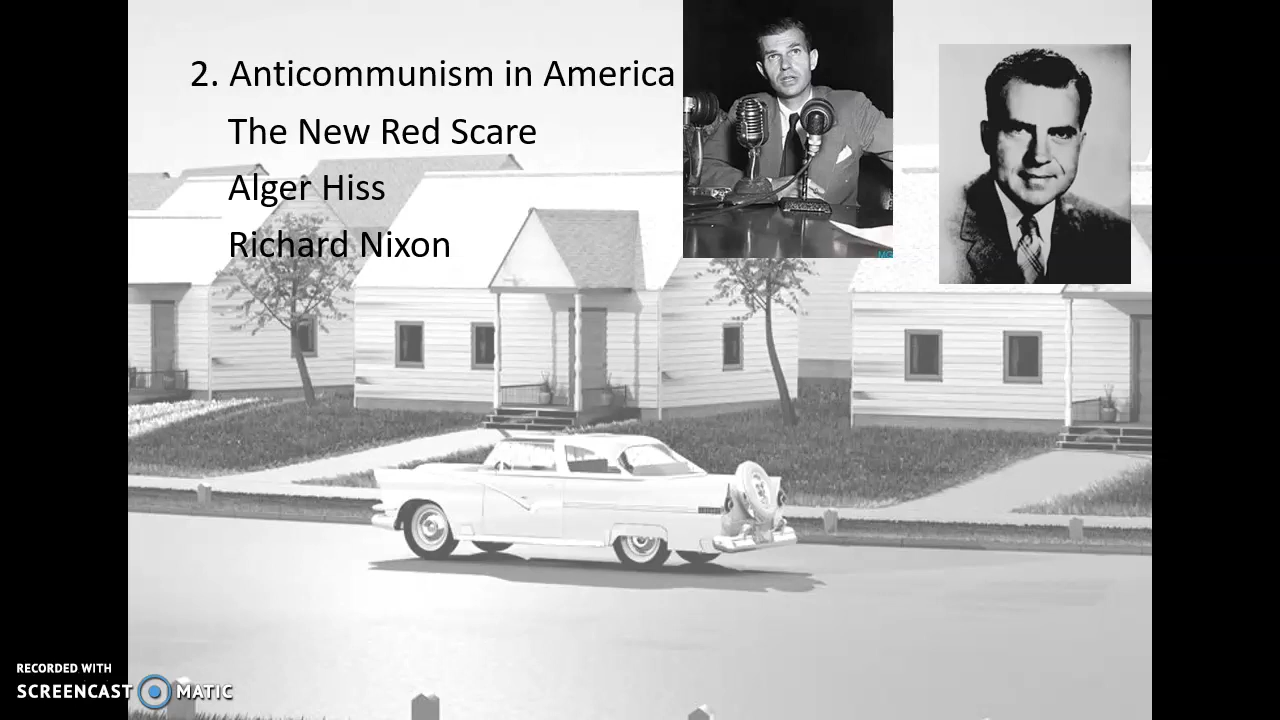 2. Anticommunism in America
The New Red Scare
Alger Hiss
Richard Nixon
RECORDED WITH
SCREENCAST MATIC